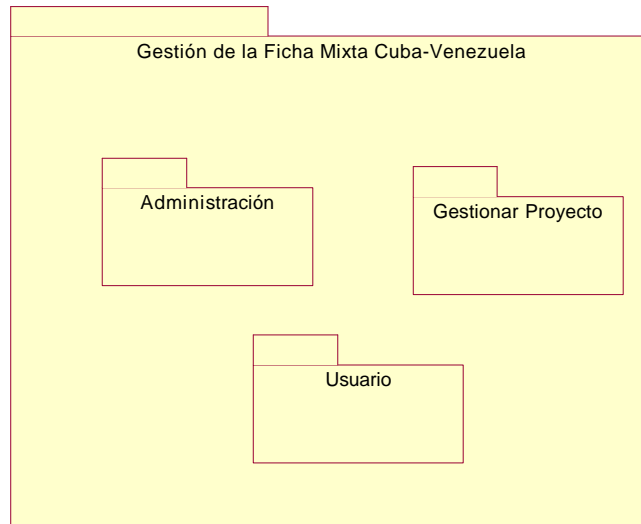 Gestión de la Ficha Mixta Cuba-Venezuela
Administración
Gestionar Proyecto
Usuario